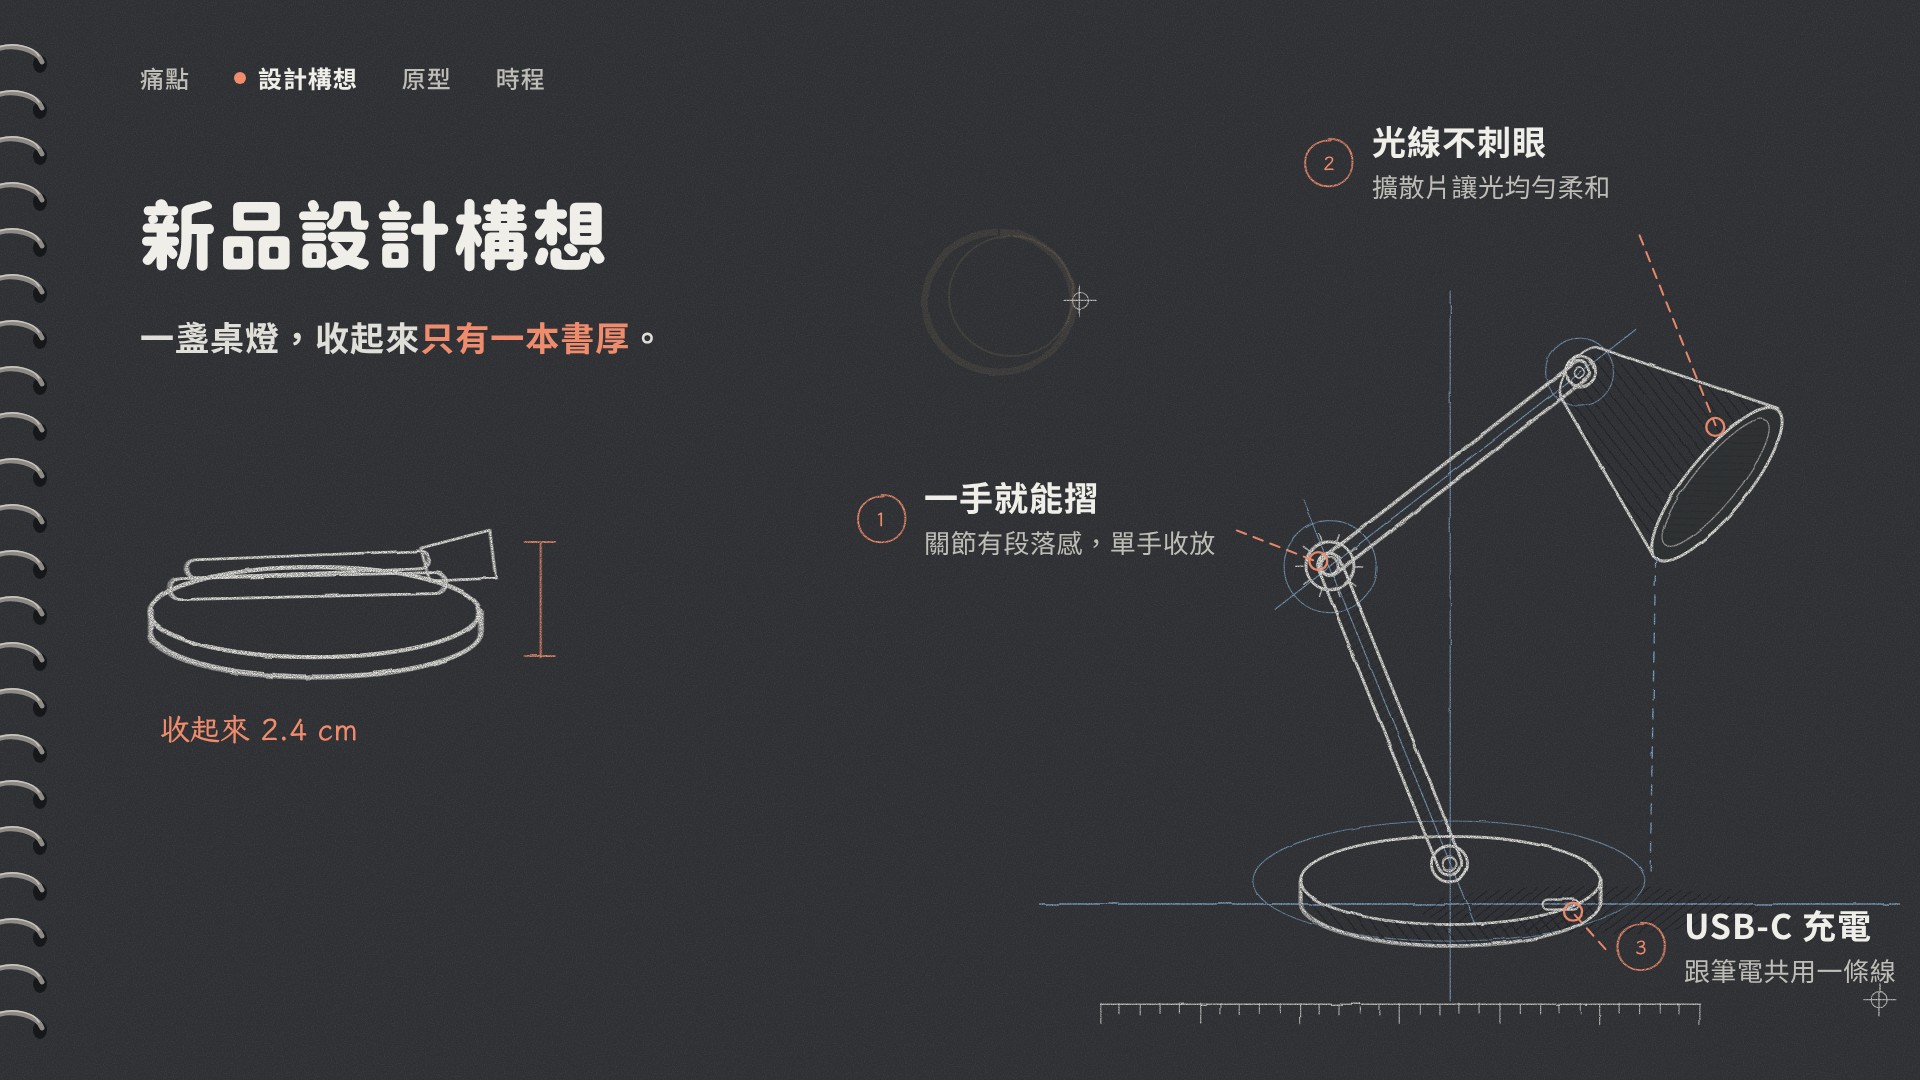 痛點 設計構想 原型 時程
新品設計構想
一盞桌燈，收起來只有一本書厚。
收起來 2.4 cm
1 一手就能摺
關節有段落感，單手收放
2 光線不刺眼
擴散片讓光均勻柔和
3 USB-C 充電
跟筆電共用一條線